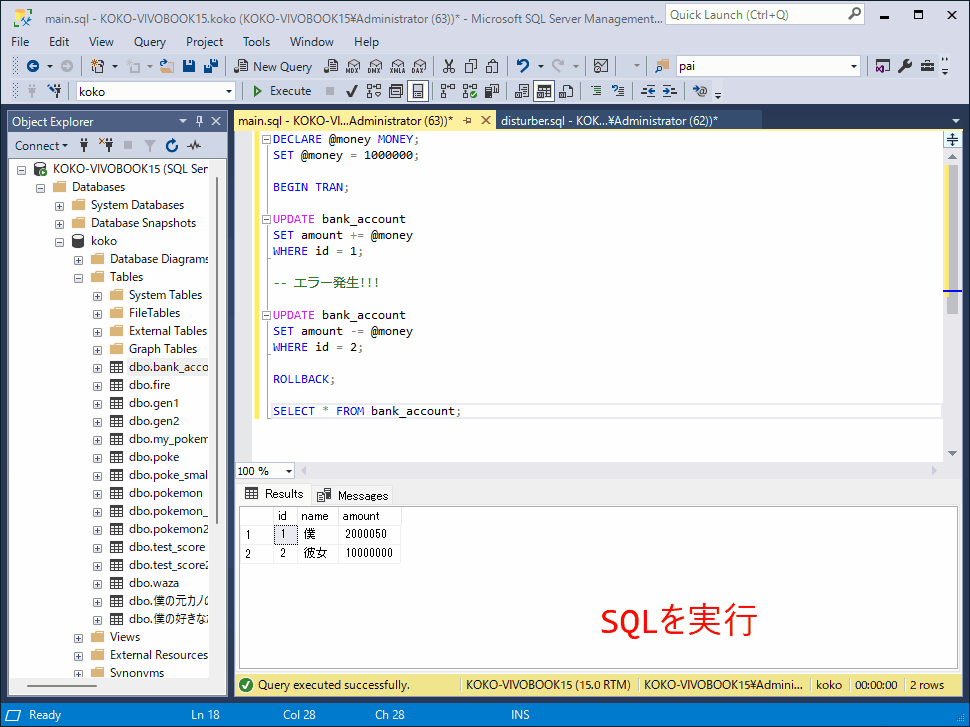 main.sql - KOKO-VIVOBOOK15.koko (KOKO-VIVOBOOK15¥Administrator (63))* - Microsoft SQL Server Management...
Quick Launch (Ctrl+Q)
File Edit View Query Project Tools Window Help
New Query MDX DMX XMLA DAX pai
koko Execute
Object Explorer
Connect
KOKO-VIVOBOOK15 (SQL Ser
Databases
System Databases
Database Snapshots
koko
Database Diagrams
Tables
System Tables
FileTables
External Tables
Graph Tables
dbo.bank_acco
dbo.fire
dbo.gen1
dbo.gen2
dbo.my_pokem
dbo.poke
dbo.poke_smal
dbo.pokemon
dbo.pokemon_
dbo.pokemon2
dbo.test_score
dbo.test_score2
dbo.waza
dbo.僕の元カノの
dbo.僕の好きな
Views
External Resources
Synonyms
main.sql - KOKO-VI...Administrator (63))*
disturber.sql - KOK...¥Administrator (62))*
DECLARE @money MONEY;
SET @money = 1000000;
BEGIN TRAN;
UPDATE bank_account
SET amount += @money
WHERE id = 1;
-- エラー発生!!!
UPDATE bank_account
SET amount -= @money
WHERE id = 2;
ROLLBACK;
SELECT * FROM bank_account;
100 %
Results Messages
id name amount
1 1 僕 2000050
2 2 彼女 10000000
SQLを実行
Query executed successfully. KOKO-VIVOBOOK15 (15.0 RTM) KOKO-VIVOBOOK15¥Admini... koko 00:00:00 2 rows
Ready Ln 18 Col 28 Ch 28 INS